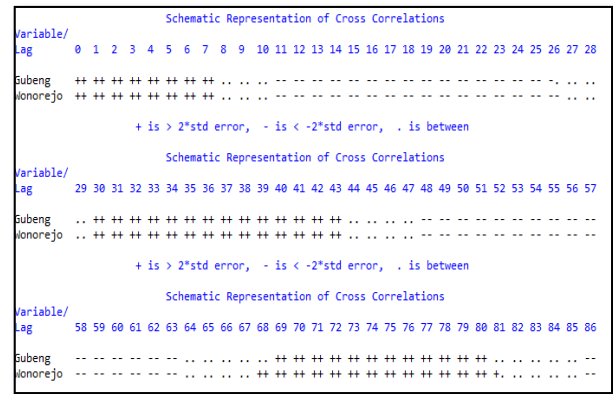 Schematic Representation of Cross Correlations
Variable/
Lag 0 1 2 3 4 5 6 7 8 9 10 11 12 13 14 15 16 17 18 19 20 21 22 23 24 25 26 27 28
Gubeng ++ ++ ++ ++ ++ ++ ++ ++ .. .. .. -- -- -- -- -- -- -- -- -- -- -- -- -- -- -- -. .. ..
Wonorejo ++ ++ ++ ++ ++ ++ ++ ++ .. .. .. -- -- -- -- -- -- -- -- -- -- -- -- -- -- -- -- .. ..
+ is > 2*std error, - is < -2*std error, . is between
Schematic Representation of Cross Correlations
Variable/
Lag 29 30 31 32 33 34 35 36 37 38 39 40 41 42 43 44 45 46 47 48 49 50 51 52 53 54 55 56 57
Gubeng .. ++ ++ ++ ++ ++ ++ ++ ++ ++ ++ ++ ++ ++ ++ .. .. .. .. -- -- -- -- -- -- -- -- -- --
Wonorejo .. ++ ++ ++ ++ ++ ++ ++ ++ ++ ++ ++ ++ ++ ++ .. .. .. .. -- -- -- -- -- -- -- -- -- --
+ is > 2*std error, - is < -2*std error, . is between
Schematic Representation of Cross Correlations
Variable/
Lag 58 59 60 61 62 63 64 65 66 67 68 69 70 71 72 73 74 75 76 77 78 79 80 81 82 83 84 85 86
Gubeng -- -- -- -- -- -- .. .. .. .. .. ++ ++ ++ ++ ++ ++ ++ ++ ++ ++ ++ ++ .. .. .. .. .. --
Wonorejo -- -- -- -- -- -- .. .. .. .. ++ ++ ++ ++ ++ ++ ++ ++ ++ ++ ++ ++ ++ +. .. .. .. .. --